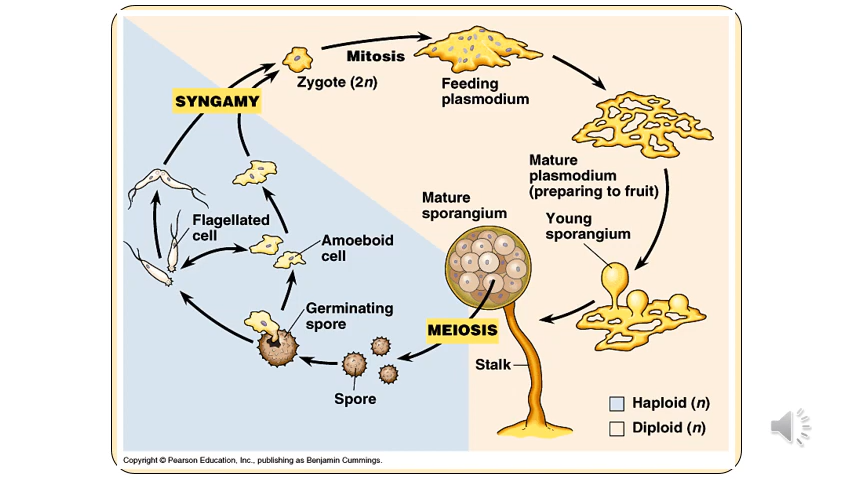 Mitosis
Zygote (2n)
Feeding
plasmodium
SYNGAMY
Mature
plasmodium
(preparing to fruit)
Mature
sporangium
Young
sporangium
Flagellated
cell
Amoeboid
cell
Germinating
spore
MEIOSIS
Stalk
Spore
Haploid (n)
Diploid (n)
Copyright © Pearson Education, Inc., publishing as Benjamin Cummings.